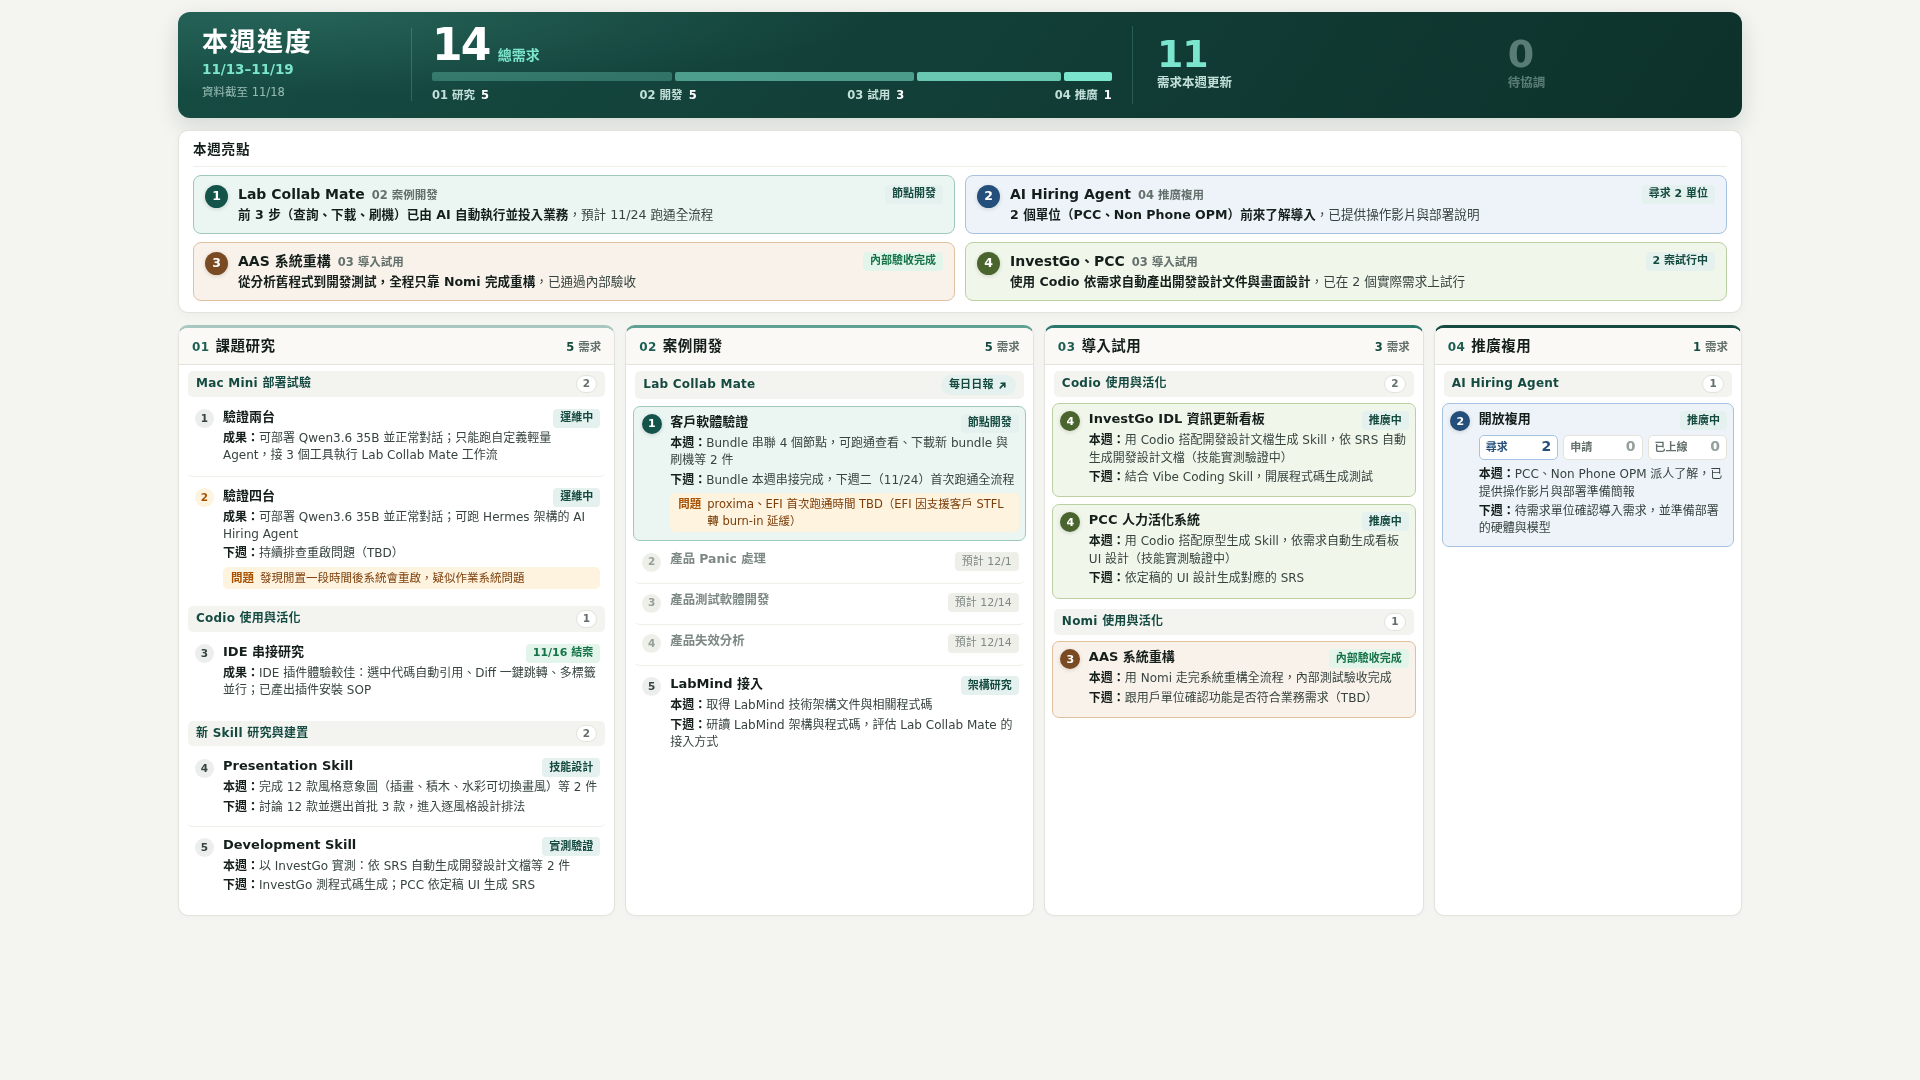 本週進度
11/13–11/19
資料截至 11/18
14 總需求
01 研究 5
02 開發 5
03 試用 3
04 推廣 1
11
需求本週更新
0
待協調
本週亮點
1 Lab Collab Mate 02 案例開發 節點開發
前 3 步（查詢、下載、刷機）已由 AI 自動執行並投入業務，預計 11/24 跑通全流程
2 AI Hiring Agent 04 推廣複用 尋求 2 單位
2 個單位（PCC、Non Phone OPM）前來了解導入，已提供操作影片與部署說明
3 AAS 系統重構 03 導入試用 內部驗收完成
從分析舊程式到開發測試，全程只靠 Nomi 完成重構，已通過內部驗收
4 InvestGo、PCC 03 導入試用 2 案試行中
使用 Codio 依需求自動產出開發設計文件與畫面設計，已在 2 個實際需求上試行
01 課題研究 5 需求
Mac Mini 部署試驗 2
1 驗證兩台 運維中
成果：可部署 Qwen3.6 35B 並正常對話；只能跑自定義輕量
Agent，接 3 個工具執行 Lab Collab Mate 工作流
2 驗證四台 運維中
成果：可部署 Qwen3.6 35B 並正常對話；可跑 Hermes 架構的 AI
Hiring Agent
下週：持續排查重啟問題（TBD）
問題 發現閒置一段時間後系統會重啟，疑似作業系統問題
Codio 使用與活化 1
3 IDE 串接研究 11/16 結案
成果：IDE 插件體驗較佳：選中代碼自動引用、Diff 一鍵跳轉、多標籤
並行；已產出插件安裝 SOP
新 Skill 研究與建置 2
4 Presentation Skill 技能設計
本週：完成 12 款風格意象圖（插畫、積木、水彩可切換畫風）等 2 件
下週：討論 12 款並選出首批 3 款，進入逐風格設計排法
5 Development Skill 實測驗證
本週：以 InvestGo 實測：依 SRS 自動生成開發設計文檔等 2 件
下週：InvestGo 測程式碼生成；PCC 依定稿 UI 生成 SRS
02 案例開發 5 需求
Lab Collab Mate 每日日報 ↗
1 客戶軟體驗證 節點開發
本週：Bundle 串聯 4 個節點，可跑通查看、下載新 bundle 與
刷機等 2 件
下週：Bundle 本週串接完成，下週二（11/24）首次跑通全流程
問題 proxima、EFI 首次跑通時間 TBD（EFI 因支援客戶 STFL
轉 burn-in 延緩）
2 產品 Panic 處理 預計 12/1
3 產品測試軟體開發 預計 12/14
4 產品失效分析 預計 12/14
5 LabMind 接入 架構研究
本週：取得 LabMind 技術架構文件與相關程式碼
下週：研讀 LabMind 架構與程式碼，評估 Lab Collab Mate 的
接入方式
03 導入試用 3 需求
Codio 使用與活化 2
4 InvestGo IDL 資訊更新看板 推廣中
本週：用 Codio 搭配開發設計文檔生成 Skill，依 SRS 自動
生成開發設計文檔（技能實測驗證中）
下週：結合 Vibe Coding Skill，開展程式碼生成測試
4 PCC 人力活化系統 推廣中
本週：用 Codio 搭配原型生成 Skill，依需求自動生成看板
UI 設計（技能實測驗證中）
下週：依定稿的 UI 設計生成對應的 SRS
Nomi 使用與活化 1
3 AAS 系統重構 內部驗收完成
本週：用 Nomi 走完系統重構全流程，內部測試驗收完成
下週：跟用戶單位確認功能是否符合業務需求（TBD）
04 推廣複用 1 需求
AI Hiring Agent 1
2 開放複用 推廣中
尋求 2 申請 0 已上線 0
本週：PCC、Non Phone OPM 派人了解，已
提供操作影片與部署準備簡報
下週：待需求單位確認導入需求，並準備部署
的硬體與模型